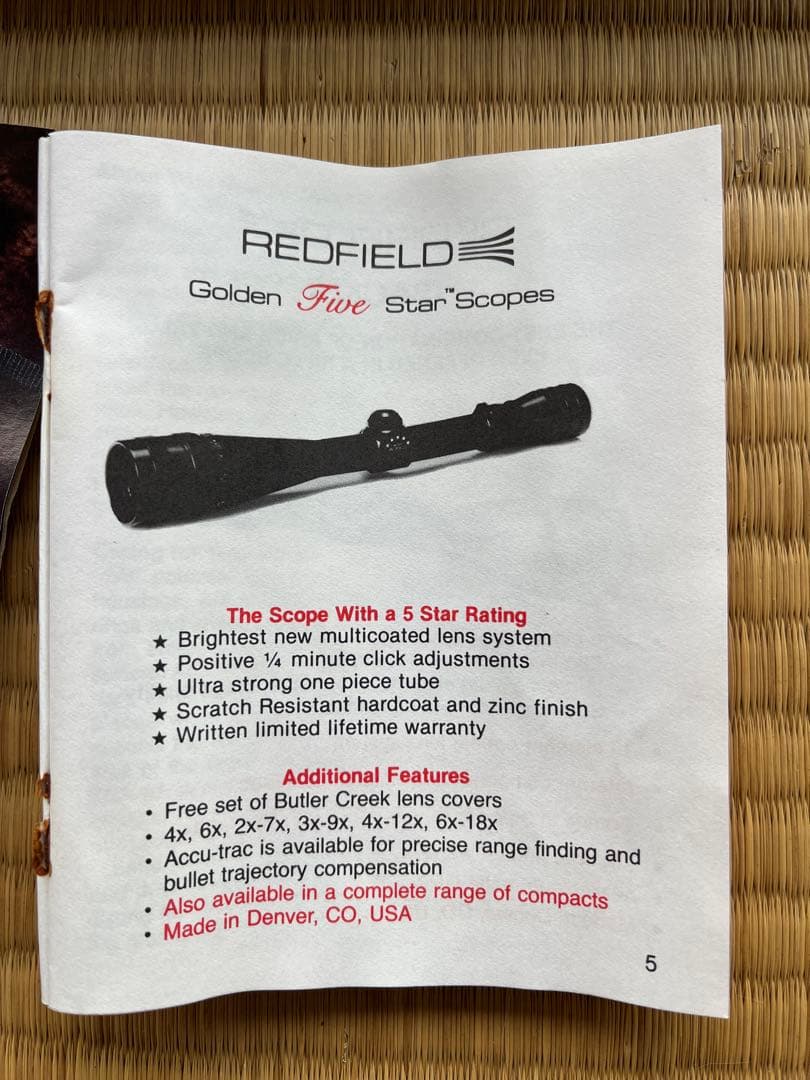 REDFIELD
Golden Five Star™ Scopes
The Scope With a 5 Star Rating
★ Brightest new multicoated lens system
★ Positive ¼ minute click adjustments
★ Ultra strong one piece tube
★ Scratch Resistant hardcoat and zinc finish
★ Written limited lifetime warranty
Additional Features
• Free set of Butler Creek lens covers
• 4x, 6x, 2x-7x, 3x-9x, 4x-12x, 6x-18x
• Accu-trac is available for precise range finding and
bullet trajectory compensation
• Also available in a complete range of compacts
• Made in Denver, CO, USA
5